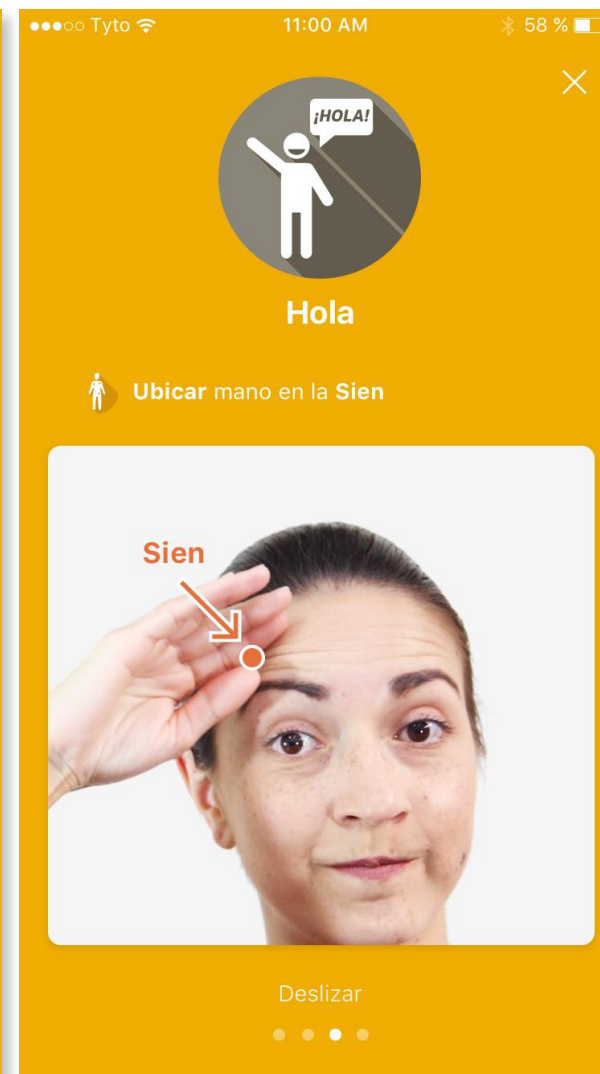 Tyto
11:00 AM
58 %
¡HOLA!
Hola
Ubicar mano en la Sien
Sien
Deslizar